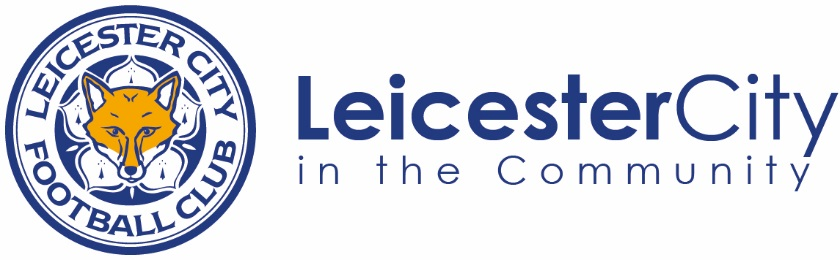 LEICESTER CITY
FOOTBALL CLUB
LeicesterCity
in the Community